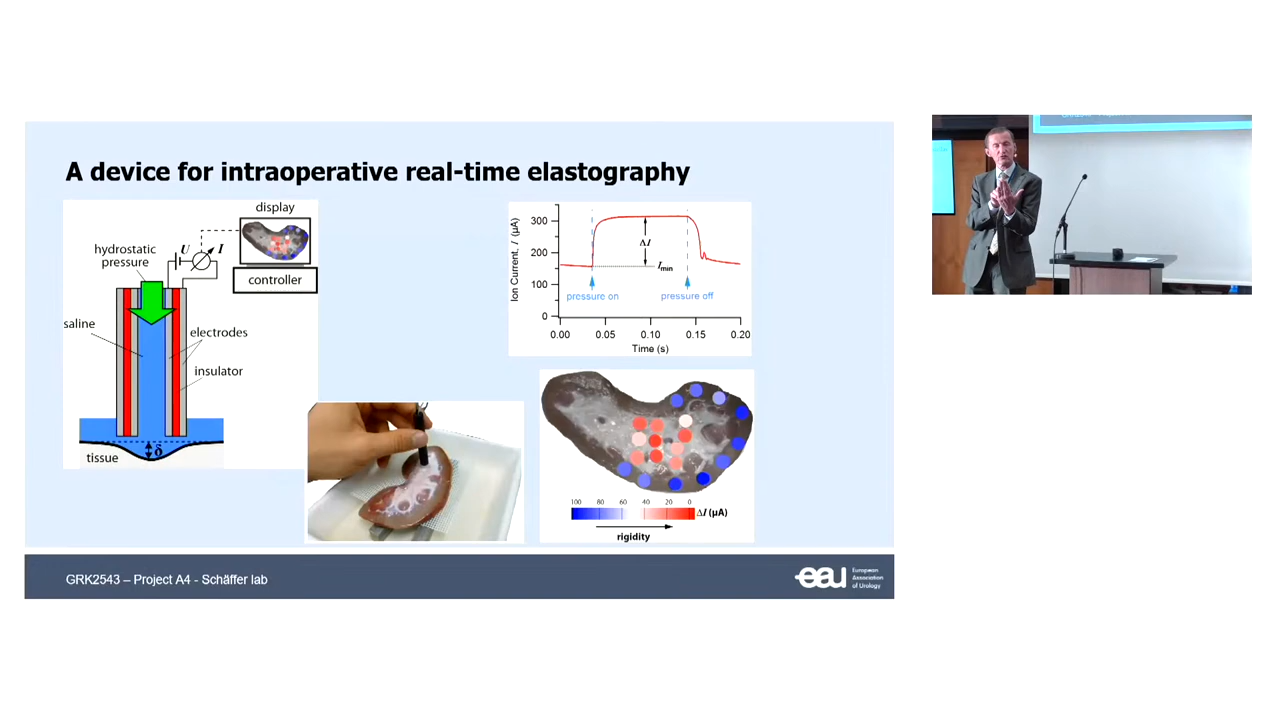 A device for intraoperative real-time elastography
display
hydrostatic
pressure
U
I
controller
saline
electrodes
insulator
δ
tissue
Ion Current, I (µA)
300
200
100
0
ΔI
Imin
pressure on
pressure off
0.00 0.05 0.10 0.15 0.20
Time (s)
100 80 60 40 20 0
ΔI (µA)
rigidity
GRK2543 – Project A4 - Schäffer lab
eau
European
Association
of Urology